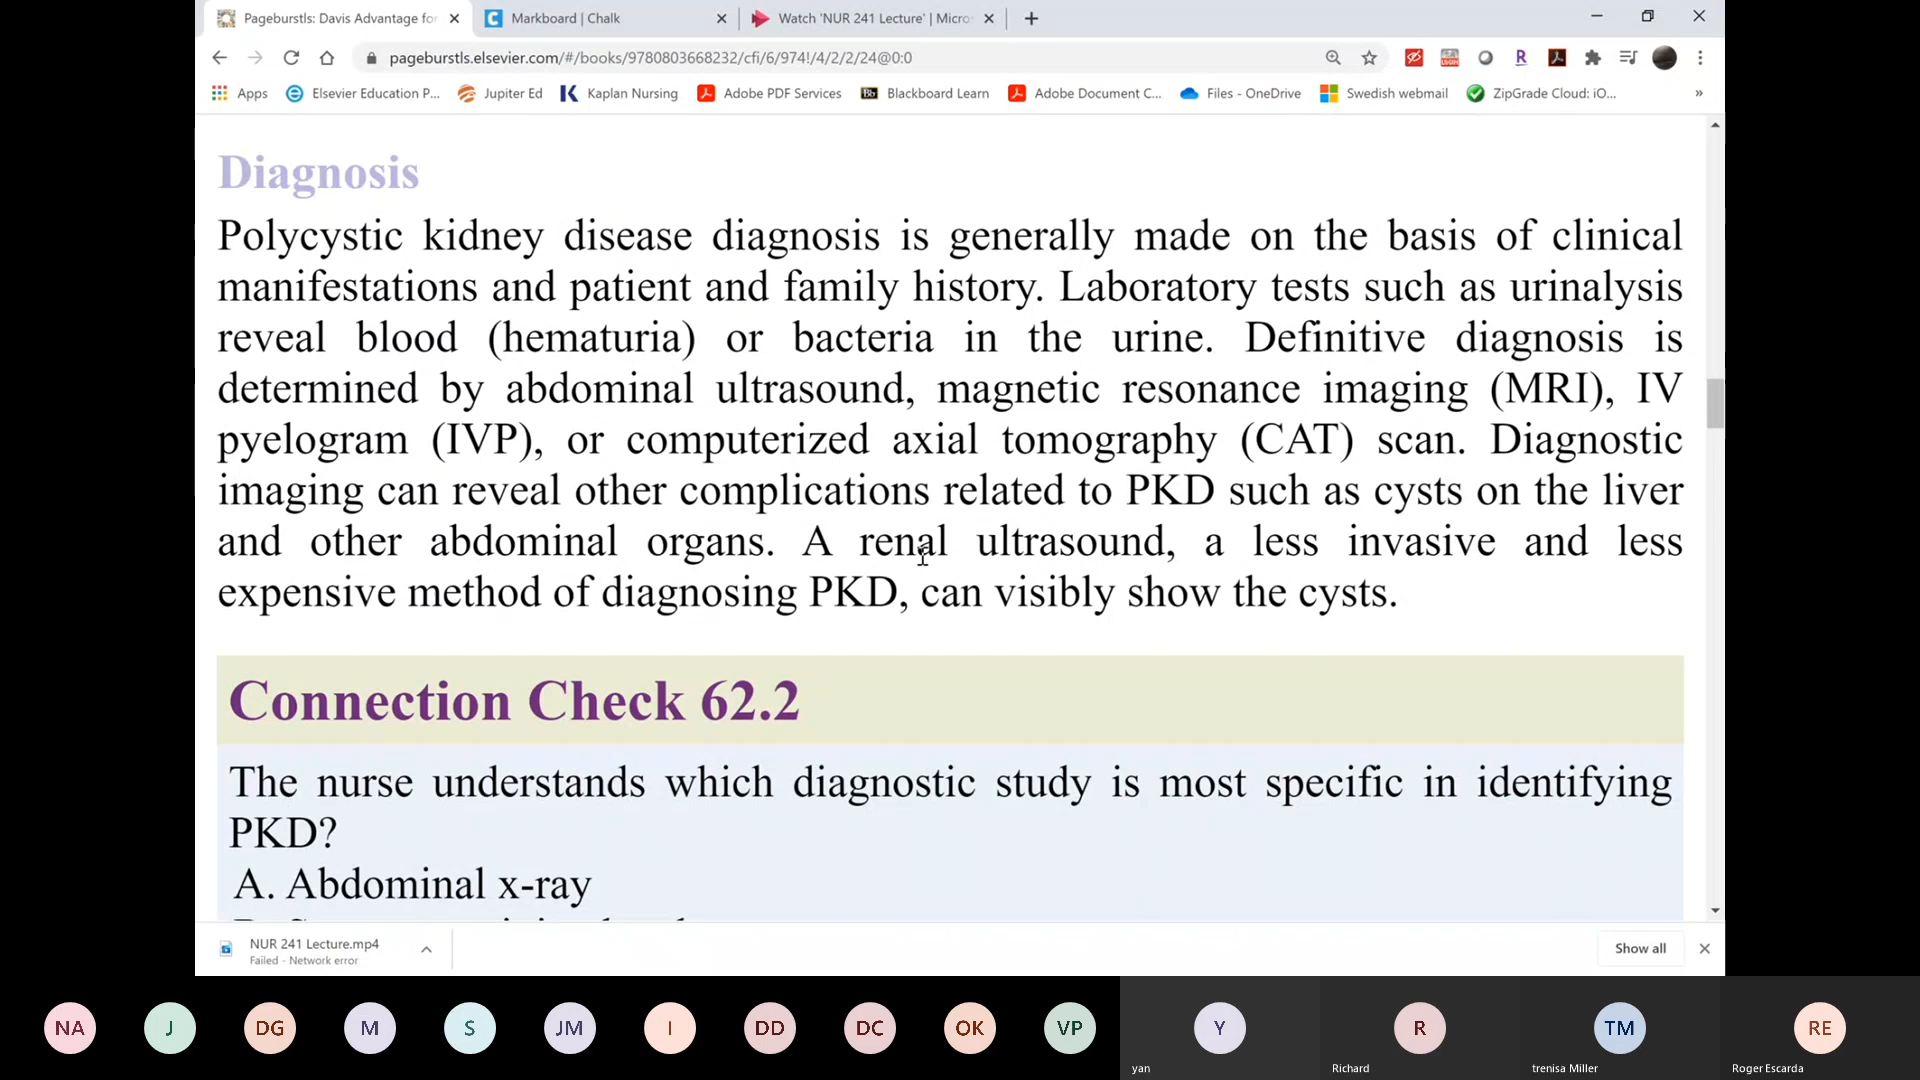 Pageburstls: Davis Advantage for
Markboard | Chalk
Watch 'NUR 241 Lecture' | Micro
pageburstls.elsevier.com/#/books/9780803668232/cfi/6/974!/4/2/2/24@0:0
Apps
Elsevier Education P...
Jupiter Ed
Kaplan Nursing
Adobe PDF Services
Bb
Blackboard Learn
Adobe Document C...
Files - OneDrive
Swedish webmail
ZipGrade Cloud: iO...
»
Diagnosis
Polycystic kidney disease diagnosis is generally made on the basis of clinical
manifestations and patient and family history. Laboratory tests such as urinalysis
reveal blood (hematuria) or bacteria in the urine. Definitive diagnosis is
determined by abdominal ultrasound, magnetic resonance imaging (MRI), IV
pyelogram (IVP), or computerized axial tomography (CAT) scan. Diagnostic
imaging can reveal other complications related to PKD such as cysts on the liver
and other abdominal organs. A renal ultrasound, a less invasive and less
expensive method of diagnosing PKD, can visibly show the cysts.
Connection Check 62.2
The nurse understands which diagnostic study is most specific in identifying
PKD?
A. Abdominal x-ray
NUR 241 Lecture.mp4
Failed - Network error
Show all
NA
J
DG
M
S
JM
I
DD
DC
OK
VP
Y
R
TM
RE
yan
Richard
trenisa Miller
Roger Escarda